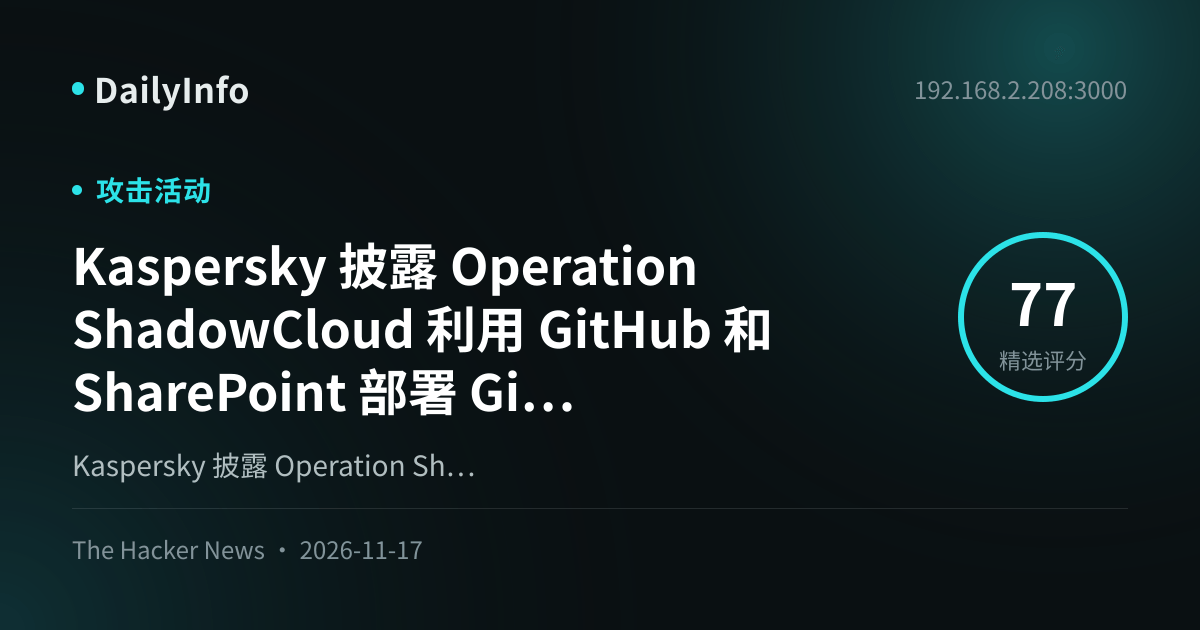 DailyInfo
192.168.2.208:3000
攻击活动
Kaspersky 披露 Operation
ShadowCloud 利用 GitHub 和
SharePoint 部署 Gi…
77
精选评分
Kaspersky 披露 Operation Sh…
The Hacker News · 2026-11-17